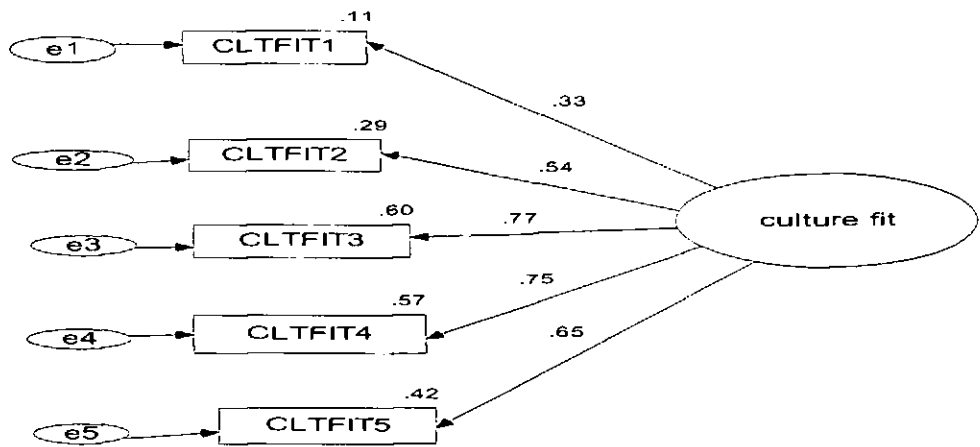 .11
e1 CLTFIT1
.33
.29
e2 CLTFIT2
.54
.60
.77
e3 CLTFIT3
culture fit
.57
.75
e4 CLTFIT4
.65
.42
e5 CLTFIT5